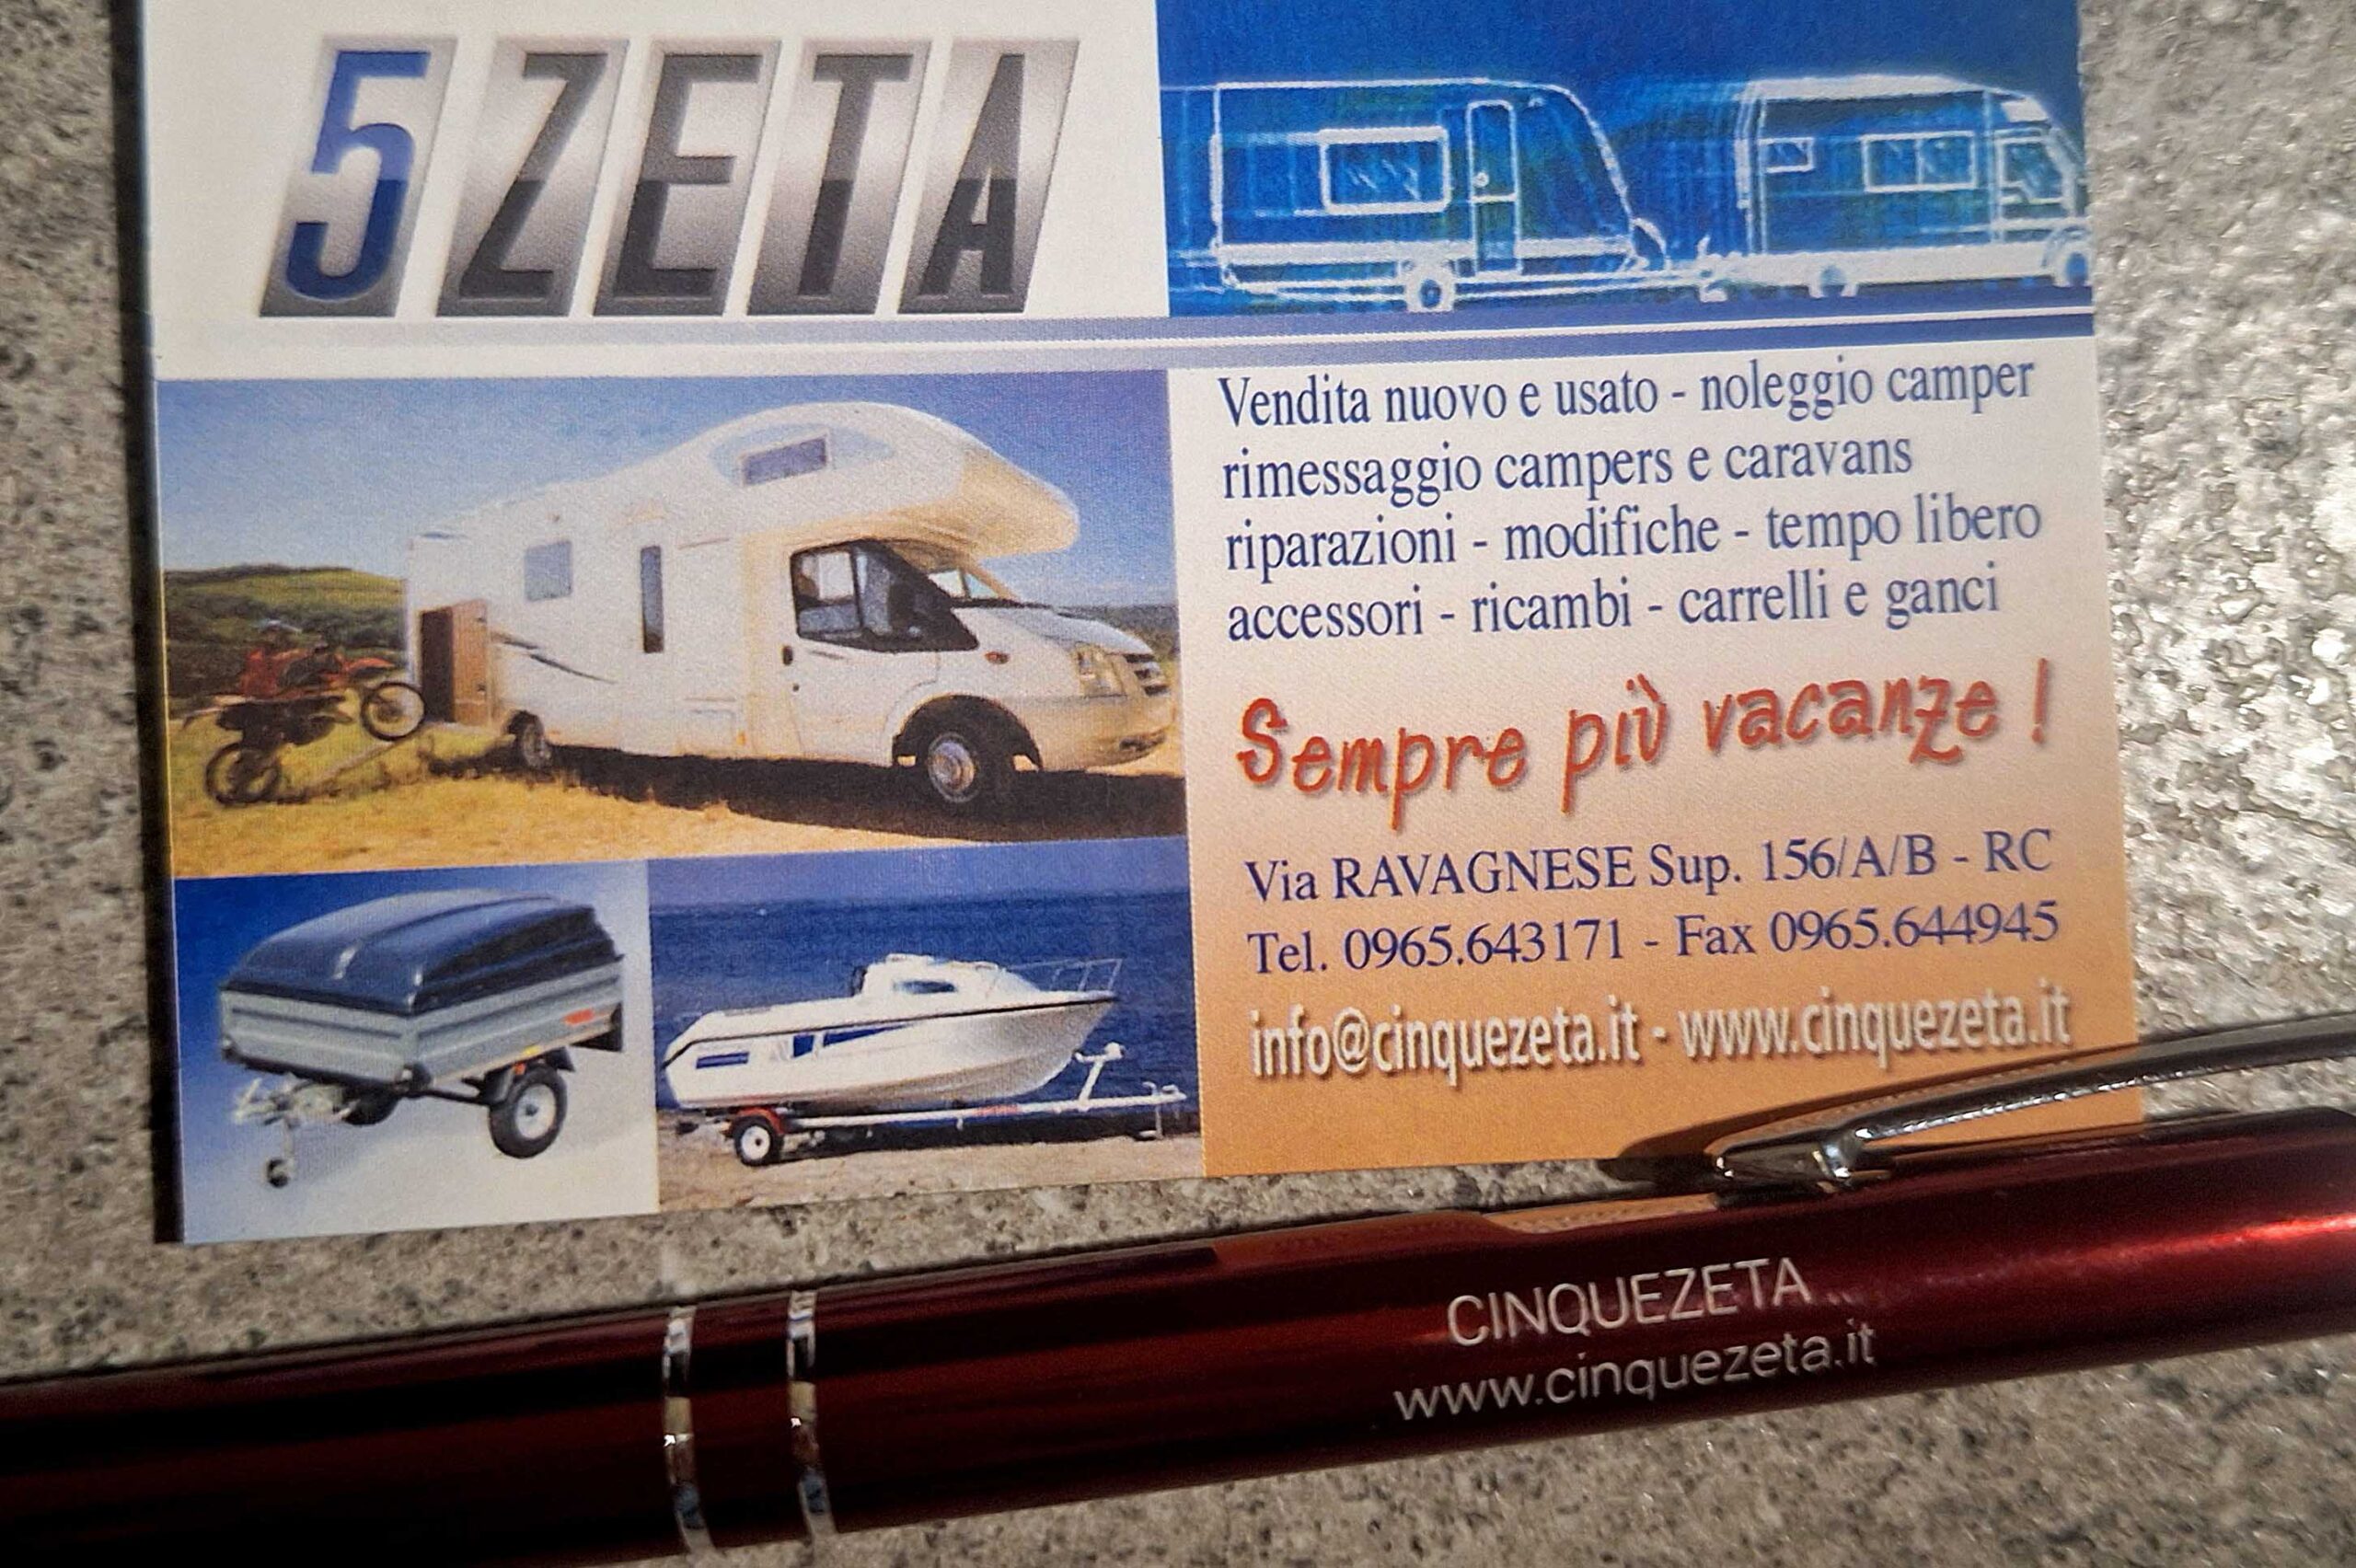 5ZETA
Vendita nuovo e usato - noleggio camper
rimessaggio campers e caravans
riparazioni - modifiche - tempo libero
accessori - ricambi - carrelli e ganci
Sempre più vacanze !
Via RAVAGNESE Sup. 156/A/B - RC
Tel. 0965.643171 - Fax 0965.644945
info@cinquezeta.it - www.cinquezeta.it
CINQUEZETA
www.cinquezeta.it